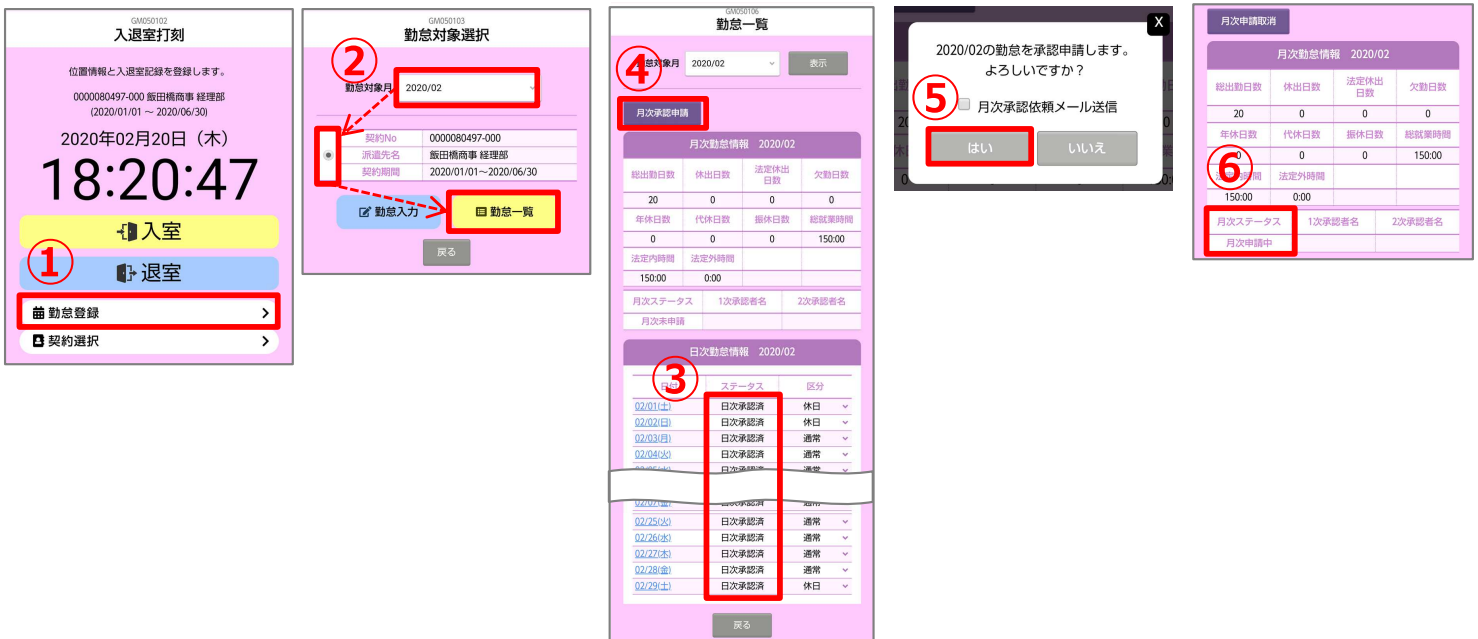 GM050102
入退室打刻
位置情報と入退室記録を登録します。
0000080497-000 飯田橋商事 経理部
(2020/01/01 ～ 2020/06/30)
2020年02月20日（木）
18:20:47
入室
①
退室
勤怠登録
契約選択
GM050103
勤怠対象選択
②
勤怠対象月 2020/02
契約No 0000080497-000
派遣先名 飯田橋商事 経理部
契約期間 2020/01/01～2020/06/30
勤怠入力 勤怠一覧
戻る
GM050106
勤怠一覧
④
怠対象月 2020/02 表示
月次承認申請
月次勤怠情報 2020/02
総出勤日数 休出日数 法定休出日数 欠勤日数
20 0 0 0
年休日数 代休日数 振休日数 総就業時間
0 0 0 150:00
法定内時間 法定外時間
150:00 0:00
月次ステータス 1次承認者名 2次承認者名
月次未申請
日次勤怠情報 2020/02
③
日付 ステータス 区分
02/01(土) 日次承認済 休日
02/02(日) 日次承認済 休日
02/03(月) 日次承認済 通常
02/04(火) 日次承認済 通常
02/25(火) 日次承認済 通常
02/26(水) 日次承認済 通常
02/27(木) 日次承認済 通常
02/28(金) 日次承認済 通常
02/29(土) 日次承認済 休日
戻る
X
2020/02の勤怠を承認申請します。
よろしいですか？
⑤
月次承認依頼メール送信
はい いいえ
月次申請取消
月次勤怠情報 2020/02
総出勤日数 休出日数 法定休出日数 欠勤日数
20 0 0 0
年休日数 代休日数 振休日数 総就業時間
0 0 0 150:00
⑥
内時間 法定外時間
150:00 0:00
月次ステータス 1次承認者名 2次承認者名
月次申請中